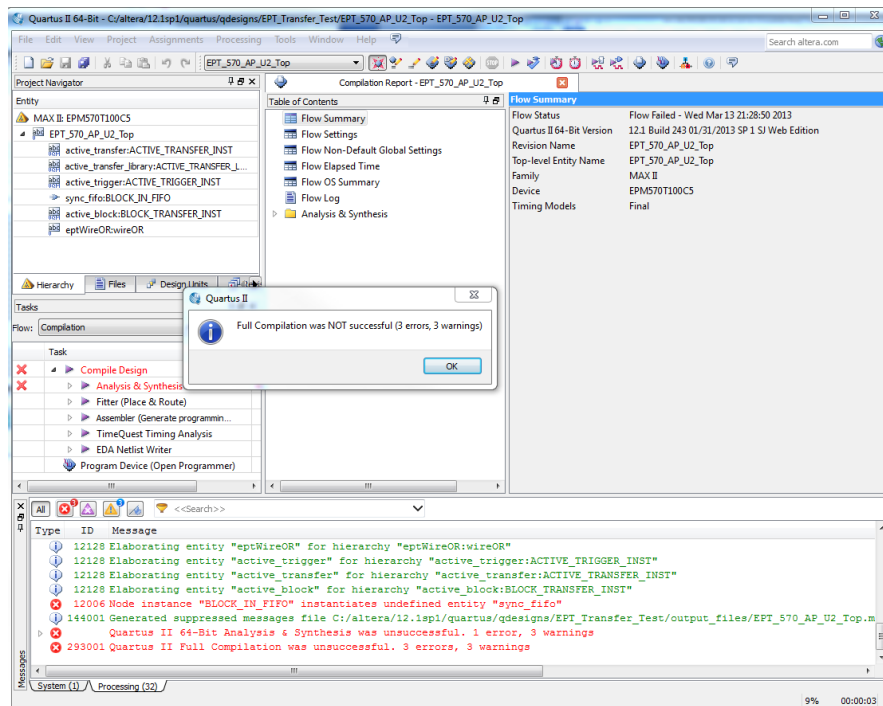 Quartus II 64-Bit - C:/altera/12.1sp1/quartus/qdesigns/EPT_Transfer_Test/EPT_570_AP_U2_Top - EPT_570_AP_U2_Top
File Edit View Project Assignments Processing Tools Window Help
Search altera.com
EPT_570_AP_U2_Top
Project Navigator
Entity
MAX II: EPM570T100C5
EPT_570_AP_U2_Top
active_transfer:ACTIVE_TRANSFER_INST
active_transfer_library:ACTIVE_TRANSFER_L...
active_trigger:ACTIVE_TRIGGER_INST
sync_fifo:BLOCK_IN_FIFO
active_block:BLOCK_TRANSFER_INST
eptWireOR:wireOR
Hierarchy Files Design Units
Tasks
Flow: Compilation
Task
Compile Design
Analysis & Synthesis
Fitter (Place & Route)
Assembler (Generate programmin...
TimeQuest Timing Analysis
EDA Netlist Writer
Program Device (Open Programmer)
Compilation Report - EPT_570_AP_U2_Top
Table of Contents
Flow Summary
Flow Settings
Flow Non-Default Global Settings
Flow Elapsed Time
Flow OS Summary
Flow Log
Analysis & Synthesis
Flow Summary
Flow Status Flow Failed - Wed Mar 13 21:28:50 2013
Quartus II 64-Bit Version 12.1 Build 243 01/31/2013 SP 1 SJ Web Edition
Revision Name EPT_570_AP_U2_Top
Top-level Entity Name EPT_570_AP_U2_Top
Family MAX II
Device EPM570T100C5
Timing Models Final
Quartus II
Full Compilation was NOT successful (3 errors, 3 warnings)
OK
All 3 3 <<Search>>
Type ID Message
12128 Elaborating entity "eptWireOR" for hierarchy "eptWireOR:wireOR"
12128 Elaborating entity "active_trigger" for hierarchy "active_trigger:ACTIVE_TRIGGER_INST"
12128 Elaborating entity "active_transfer" for hierarchy "active_transfer:ACTIVE_TRANSFER_INST"
12128 Elaborating entity "active_block" for hierarchy "active_block:BLOCK_TRANSFER_INST"
12006 Node instance "BLOCK_IN_FIFO" instantiates undefined entity "sync_fifo"
144001 Generated suppressed messages file C:/altera/12.1sp1/quartus/qdesigns/EPT_Transfer_Test/output_files/EPT_570_AP_U2_Top.m
Quartus II 64-Bit Analysis & Synthesis was unsuccessful. 1 error, 3 warnings
293001 Quartus II Full Compilation was unsuccessful. 3 errors, 3 warnings
Messages
System (1) Processing (32)
9% 00:00:03